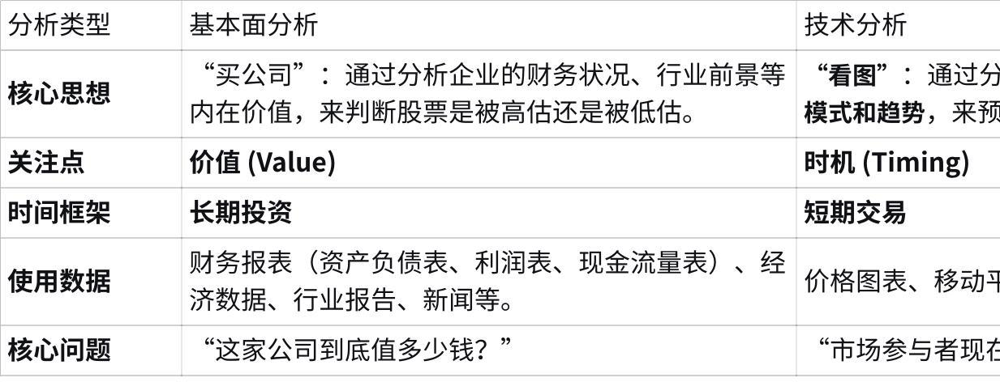 分析类型 基本面分析 技术分析
核心思想
“买公司”：通过分析企业的财务状况、行业前景等
内在价值，来判断股票是被高估还是被低估。
“看图”：通过分
模式和趋势，来预
关注点 价值 (Value) 时机 (Timing)
时间框架 长期投资 短期交易
使用数据
财务报表（资产负债表、利润表、现金流量表）、经
济数据、行业报告、新闻等。
价格图表、移动平
核心问题 “这家公司到底值多少钱？” “市场参与者现在